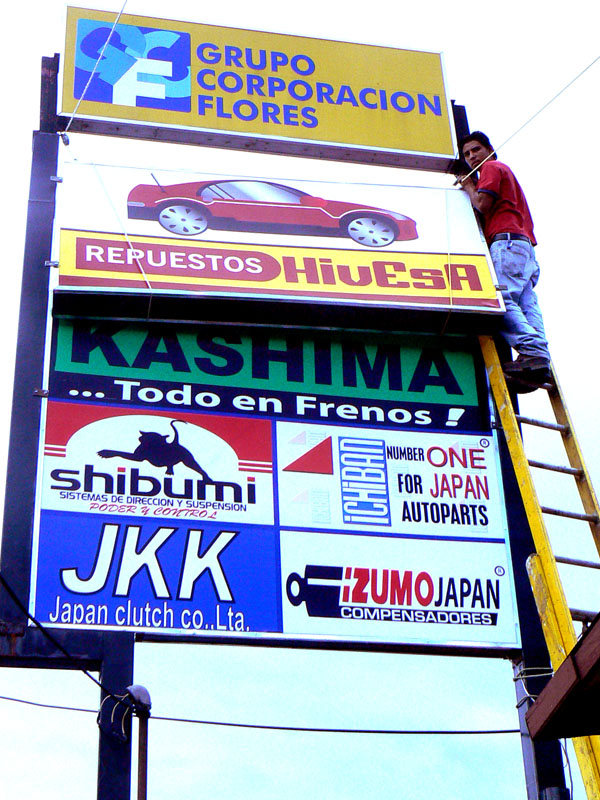 GCF
GRUPO
CORPORACION
FLORES
REPUESTOS HivEsA
KASHIMA
... Todo en Frenos !
shibumi
SISTEMAS DE DIRECCION Y SUSPENSION
PODER Y CONTROL
iCHiBAN
NUMBER ONE
FOR JAPAN
AUTOPARTS
®
JKK
Japan clutch co..Lta.
iZUMO JAPAN
®
COMPENSADORES